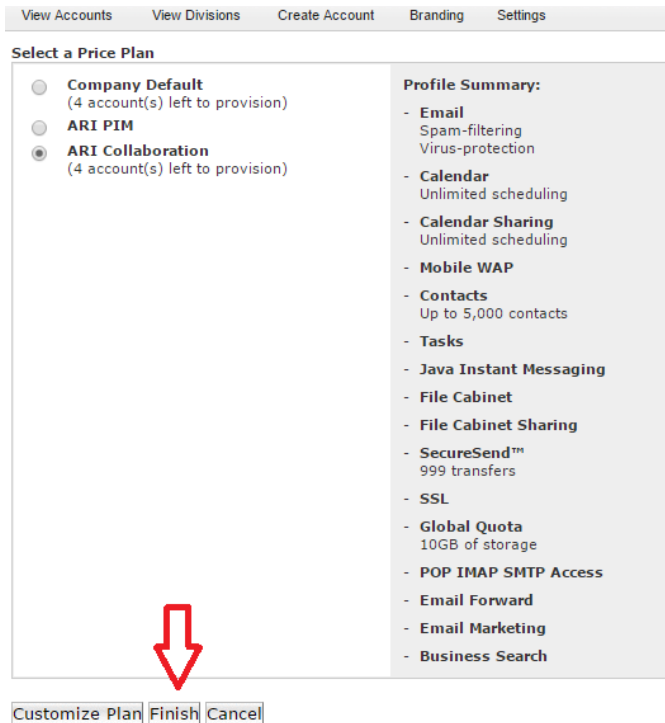 View Accounts View Divisions Create Account Branding Settings
Select a Price Plan
Company Default
(4 account(s) left to provision)
ARI PIM
ARI Collaboration
(4 account(s) left to provision)
Profile Summary:
- Email
Spam-filtering
Virus-protection
- Calendar
Unlimited scheduling
- Calendar Sharing
Unlimited scheduling
- Mobile WAP
- Contacts
Up to 5,000 contacts
- Tasks
- Java Instant Messaging
- File Cabinet
- File Cabinet Sharing
- SecureSend™
999 transfers
- SSL
- Global Quota
10GB of storage
- POP IMAP SMTP Access
- Email Forward
- Email Marketing
- Business Search
Customize Plan Finish Cancel